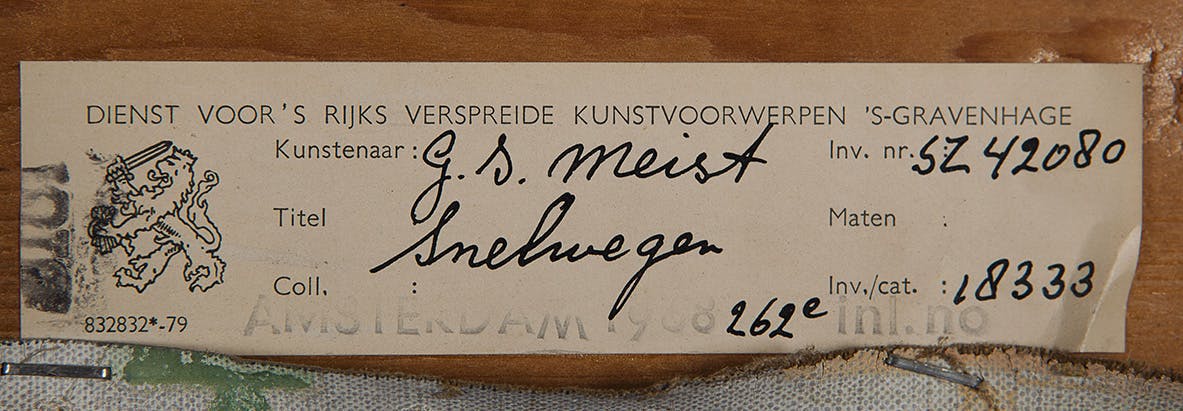 DIENST VOOR'S RIJKS VERSPREIDE KUNSTVOORWERPEN 'S-GRAVENHAGE
Kunstenaar : G. S. Meist Inv. nr. : SZ 42080
Titel Snelwegen Maten :
Coll. : Inv./cat. : 18333
832832*-79 AMSTERDAM 1988 262e inl. no